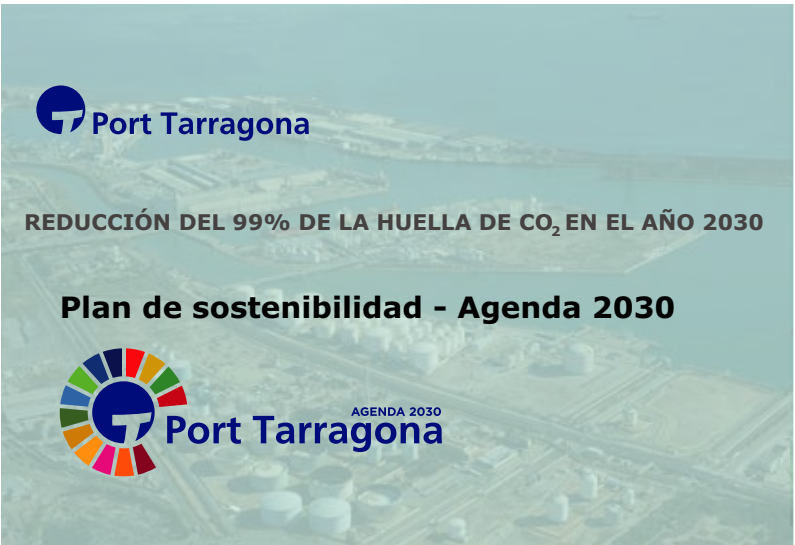 Port Tarragona
REDUCCIÓN DEL 99% DE LA HUELLA DE CO₂ EN EL AÑO 2030
Plan de sostenibilidad - Agenda 2030
AGENDA 2030
Port Tarragona